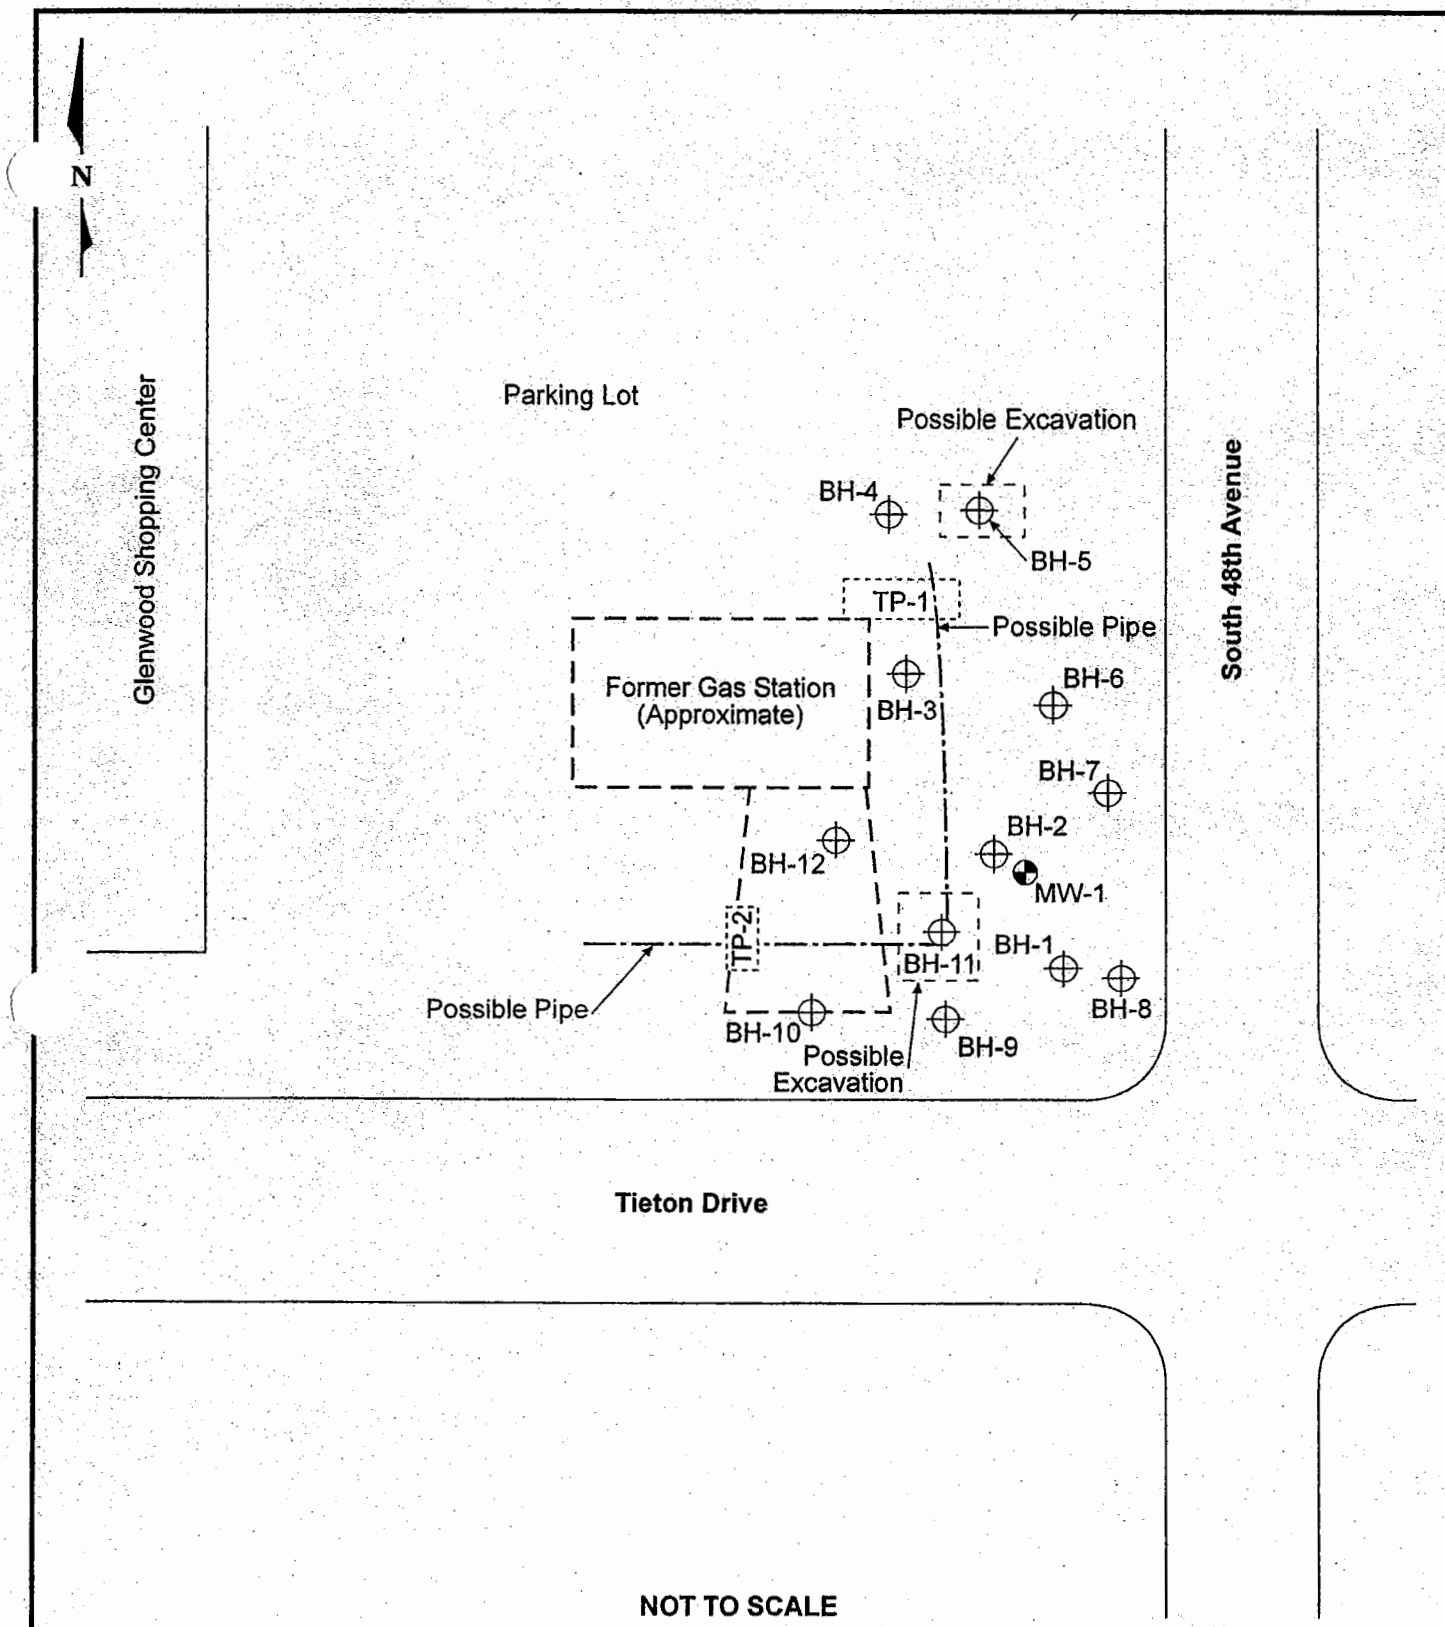 N
Glenwood Shopping Center
Parking Lot
Possible Excavation
BH-4
BH-5
South 48th Avenue
TP-1
Possible Pipe
Former Gas Station
(Approximate)
BH-3
BH-6
BH-7
BH-2
BH-12
MW-1
TP-2
BH-11
BH-1
BH-8
Possible Pipe
BH-10
BH-9
Possible
Excavation
Tieton Drive
NOT TO SCALE